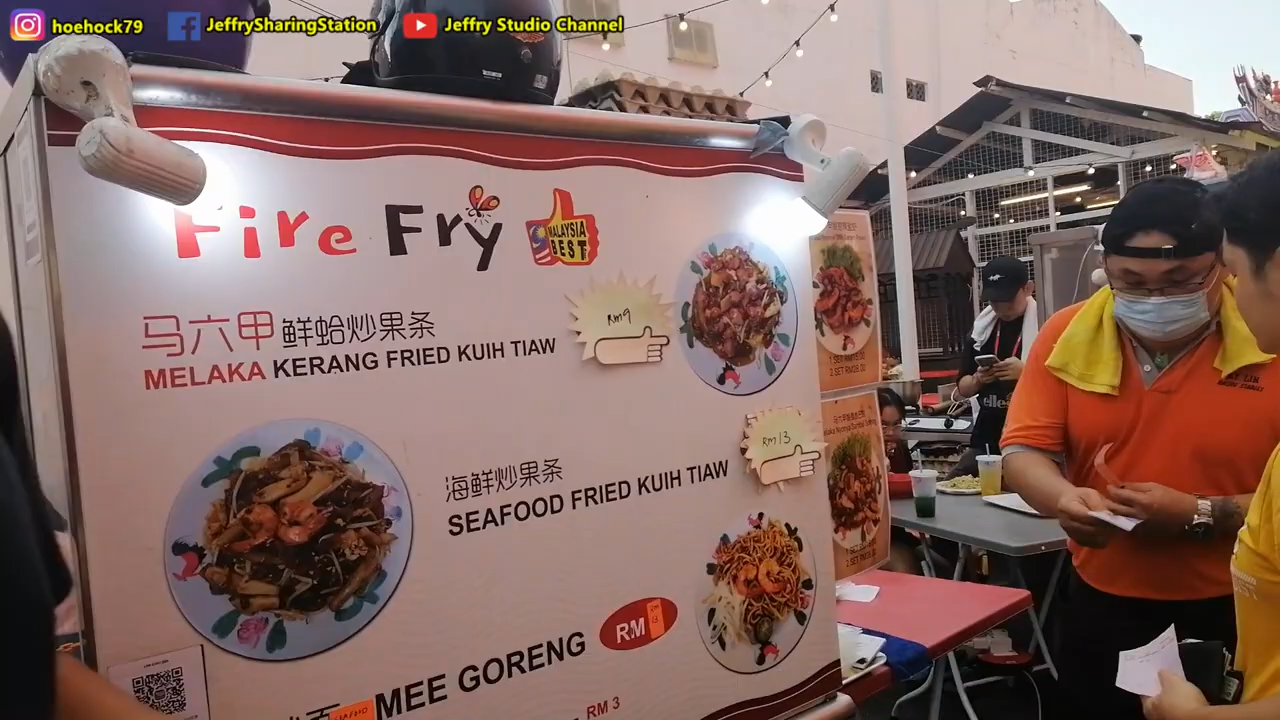 hoehock79
JeffrySharingStation
Jeffry Studio Channel
Fire Fry
MALAYSIA
BEST
马六甲鲜蛤炒果条
MELAKA KERANG FRIED KUIH TIAW
Rm9
海鲜炒果条
SEAFOOD FRIED KUIH TIAW
Rm13
MEE GORENG
RM
RM 3